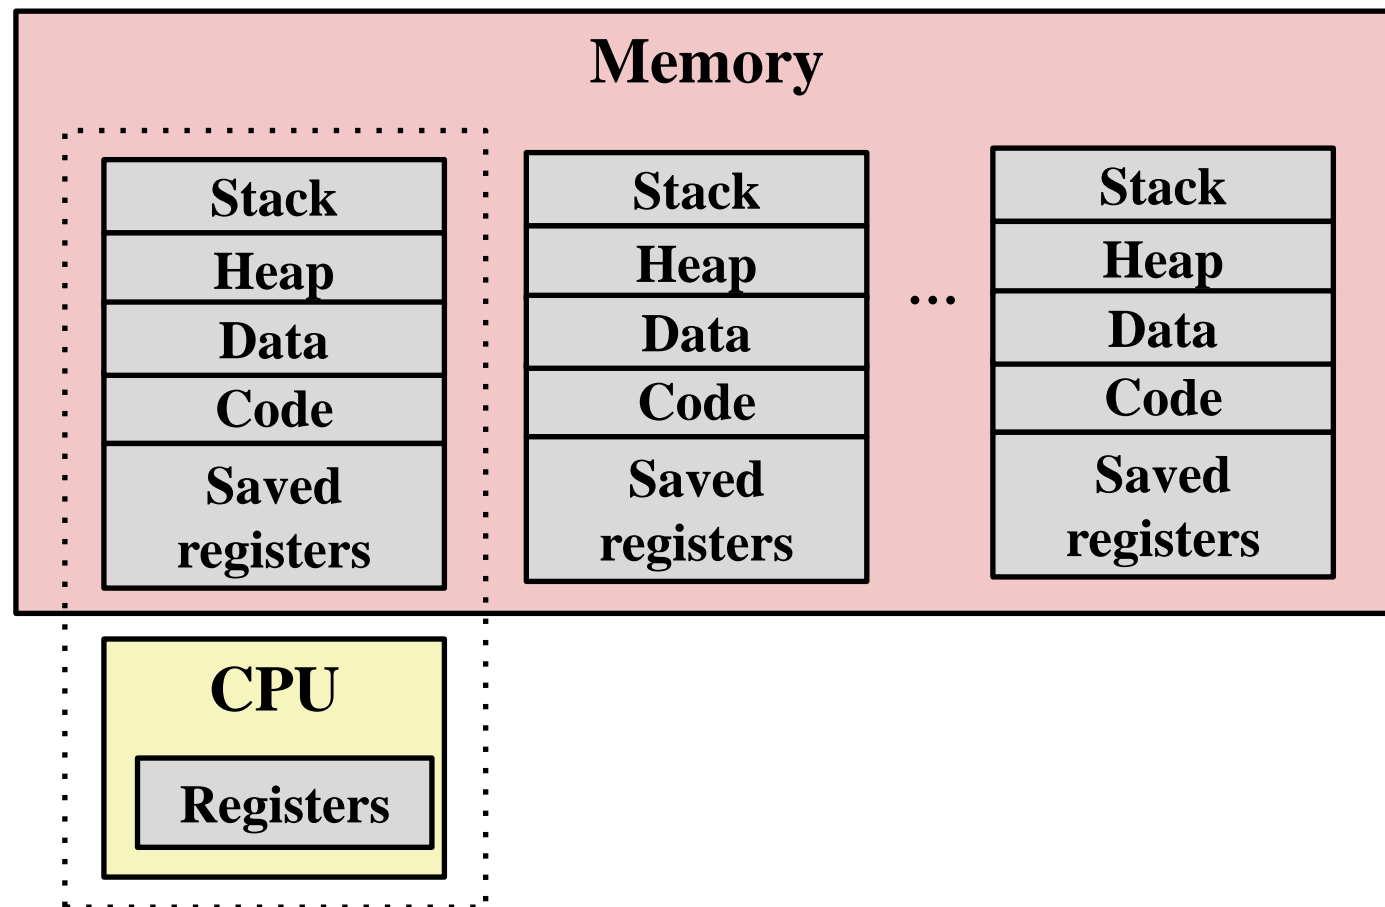 Memory
Stack
Heap
Data
Code
Saved
registers
Stack
Heap
Data
Code
Saved
registers
...
Stack
Heap
Data
Code
Saved
registers
CPU
Registers